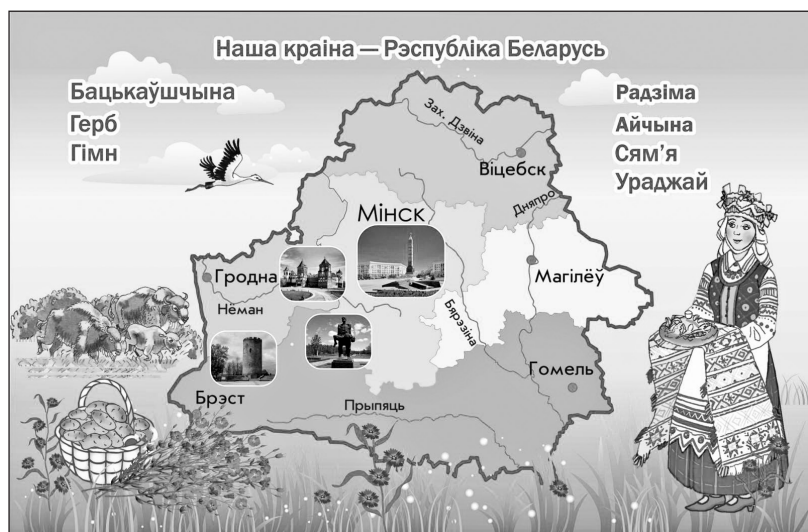 Наша краіна — Рэспубліка Беларусь
Бацькаўшчына
Герб
Гімн
Радзіма
Айчына
Сям’я
Ураджай
Зах. Дзвіна
Віцебск
Дняпро
Мінск
Гродна
Нёман
Магілёў
Бярэзіна
Гомель
Брэст
Прыпяць